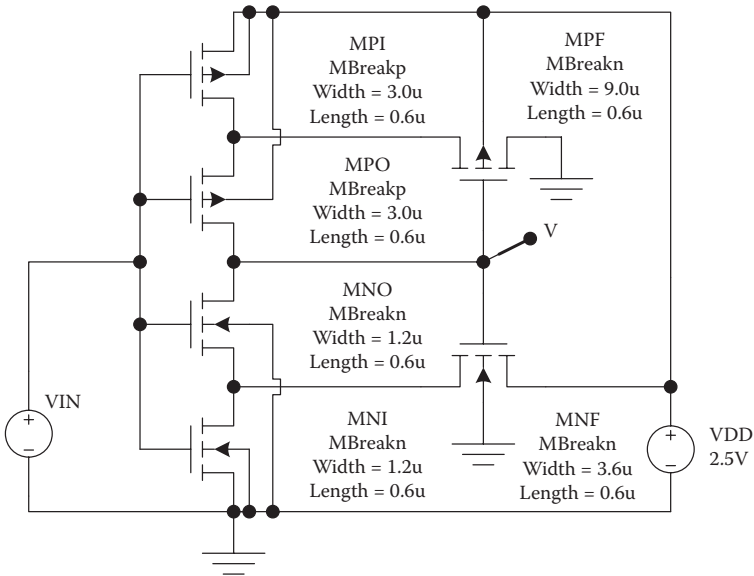 MPI
MBreakp
Width = 3.0u
Length = 0.6u
MPF
MBreakn
Width = 9.0u
Length = 0.6u
MPO
MBreakp
Width = 3.0u
Length = 0.6u
V
MNO
MBreakn
Width = 1.2u
Length = 0.6u
VIN
+
−
MNI
MBreakn
Width = 1.2u
Length = 0.6u
MNF
MBreakn
Width = 3.6u
Length = 0.6u
+
−
VDD
2.5V